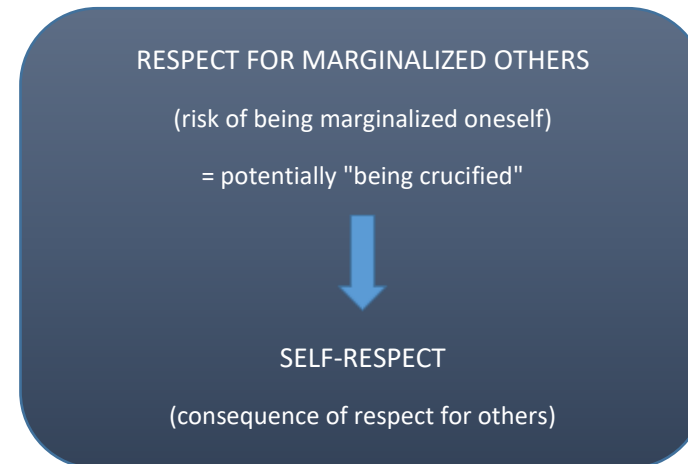 RESPECT FOR MARGINALIZED OTHERS
(risk of being marginalized oneself)
= potentially "being crucified"
SELF-RESPECT
(consequence of respect for others)